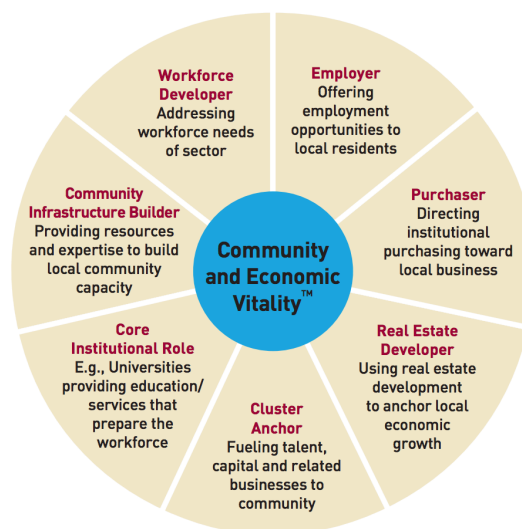 Workforce
Developer
Addressing
workforce needs
of sector
Employer
Offering
employment
opportunities to
local residents
Purchaser
Directing
institutional
purchasing toward
local business
Real Estate
Developer
Using real estate
development
to anchor local
economic
growth
Cluster
Anchor
Fueling talent,
capital and related
businesses to
community
Core
Institutional Role
E.g., Universities
providing education/
services that
prepare the
workforce
Community
Infrastructure Builder
Providing resources
and expertise to build
local community
capacity
Community
and Economic
Vitality™